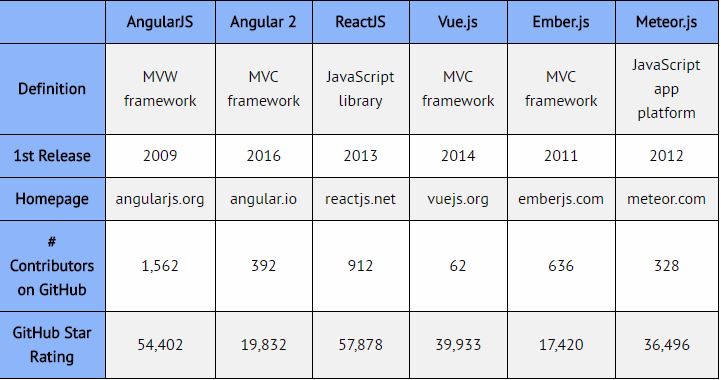 AngularJS Angular 2 ReactJS Vue.js Ember.js Meteor.js
Definition MVW framework MVC framework JavaScript library MVC framework MVC framework JavaScript app platform
1st Release 2009 2016 2013 2014 2011 2012
Homepage angularjs.org angular.io reactjs.net vuejs.org emberjs.com meteor.com
# Contributors on GitHub 1,562 392 912 62 636 328
GitHub Star Rating 54,402 19,832 57,878 39,933 17,420 36,496